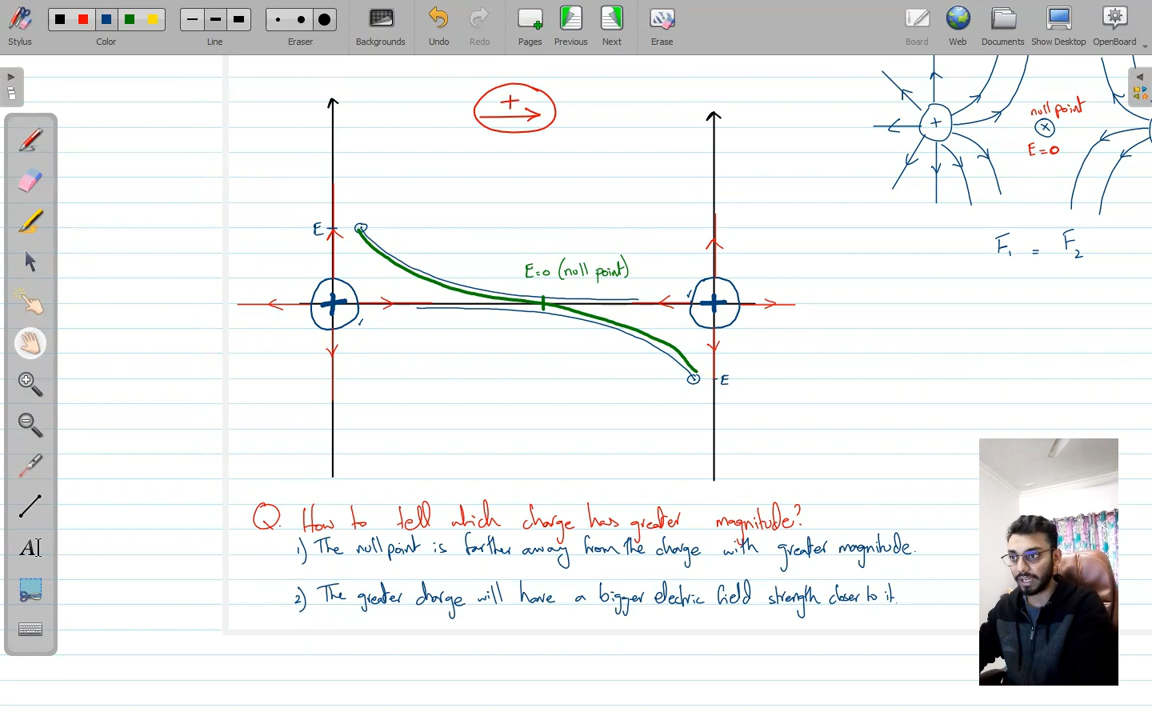 Stylus Color Line Eraser Backgrounds Undo Redo Pages Previous Next Erase Board Web Documents Show Desktop OpenBoard
+
null point
+
E=0
F₁ = F₂
E
E=0 (null point)
+ +
E
Q. How to tell which charge has greater magnitude?
1) The null point is farther away from the charge with greater magnitude.
2) The greater charge will have a bigger electric field strength closer to it.